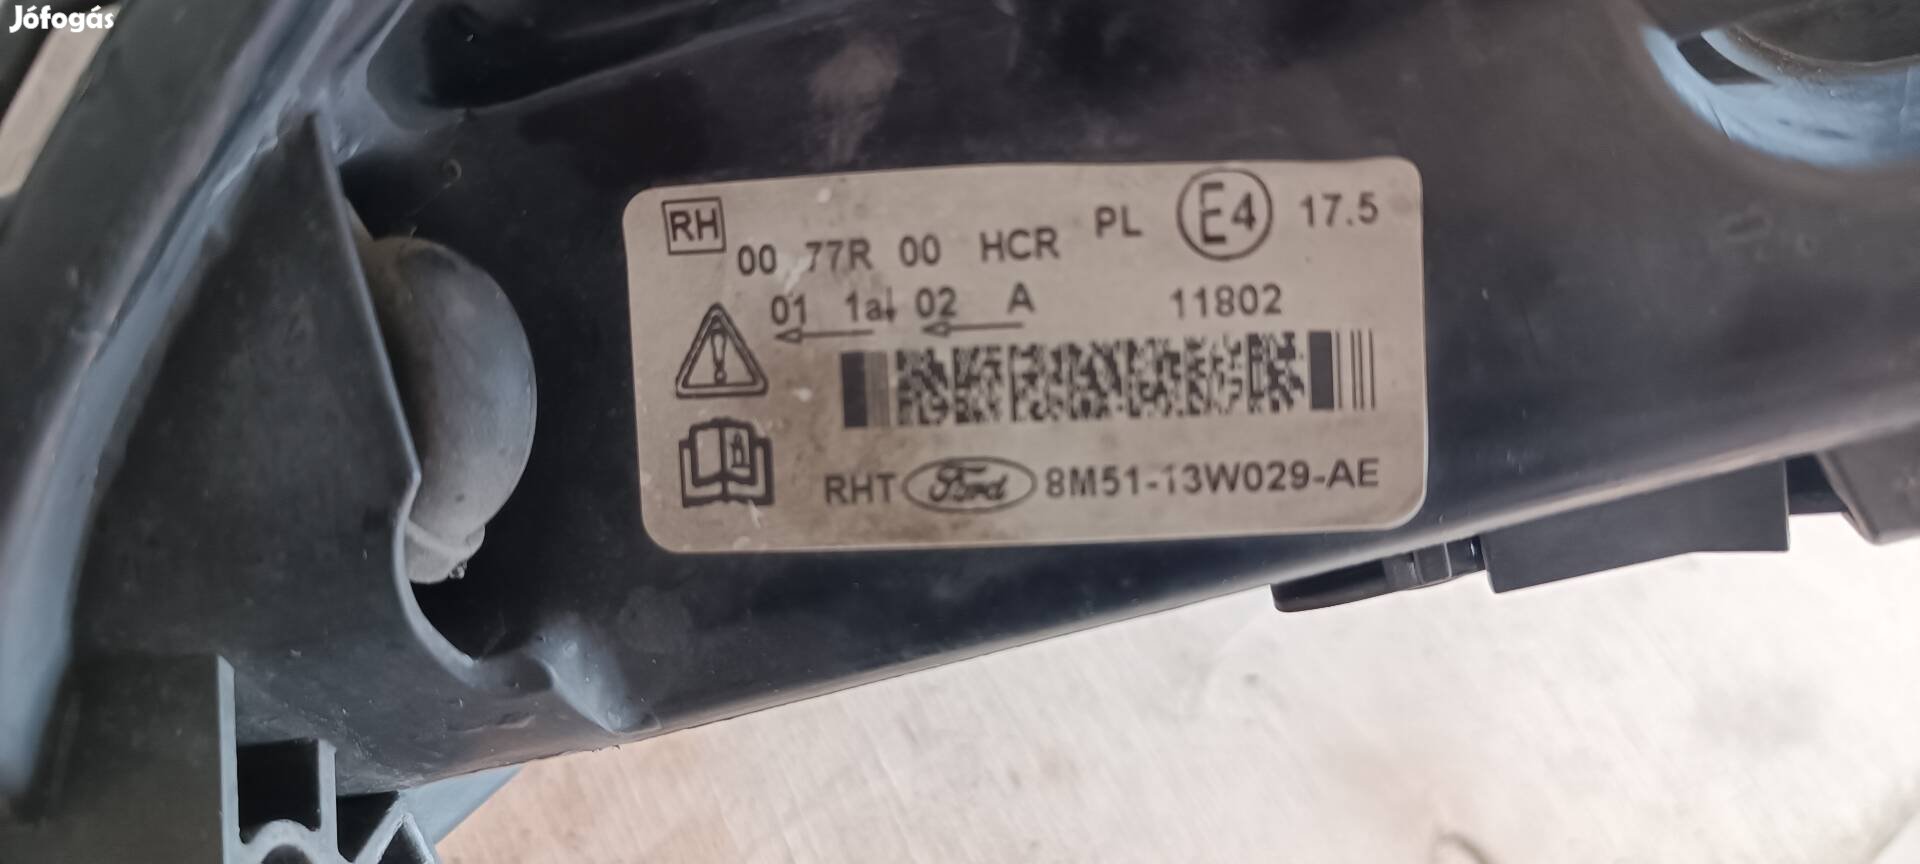 Jófogás
RH
00 77R 00 HCR PL E4 17.5
01 1a 02 A 11802
RHT Ford 8M51-13W029-AE